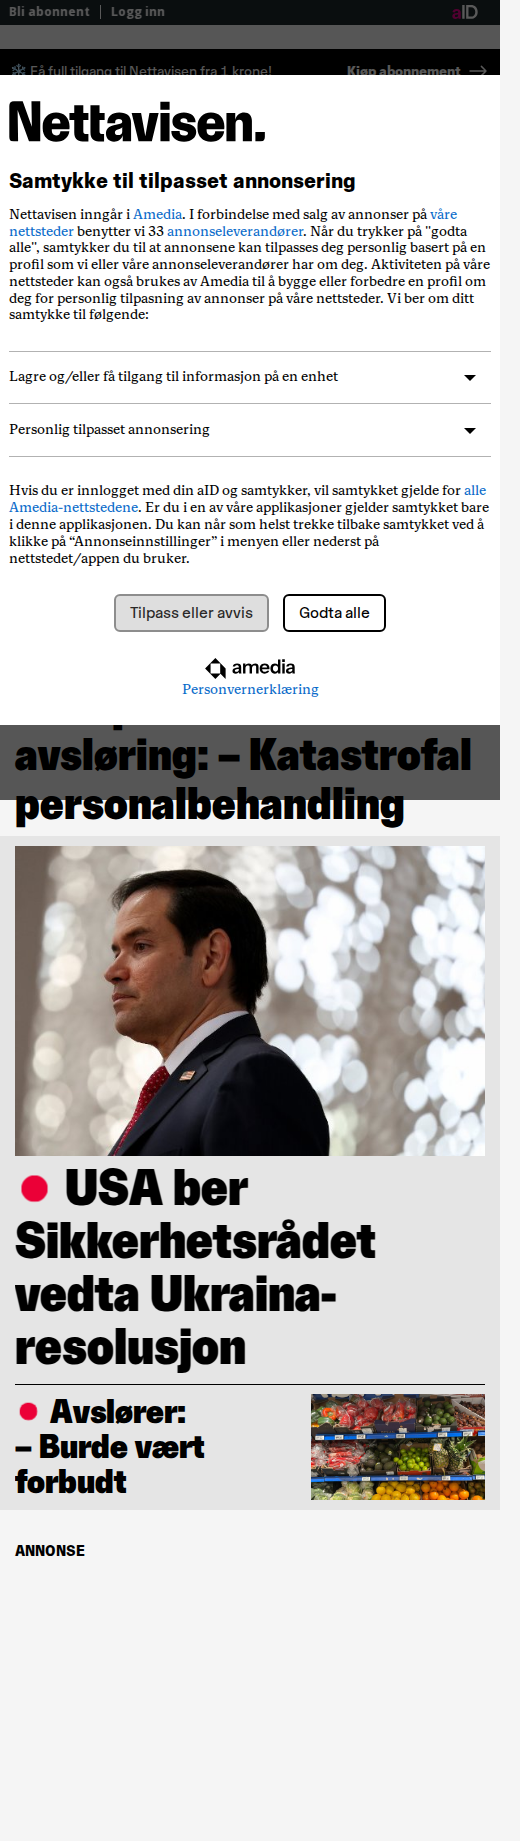 Bli abonnent | Logg inn aID
Få full tilgang til Nettavisen fra 1 krone! Kjøp abonnement
Nettavisen.
Samtykke til tilpasset annonsering
Nettavisen inngår i Amedia. I forbindelse med salg av annonser på våre
nettsteder benytter vi 33 annonseleverandører. Når du trykker på "godta
alle", samtykker du til at annonsene kan tilpasses deg personlig basert på en
profil som vi eller våre annonseleverandører har om deg. Aktiviteten på våre
nettsteder kan også brukes av Amedia til å bygge eller forbedre en profil om
deg for personlig tilpasning av annonser på våre nettsteder. Vi ber om ditt
samtykke til følgende:
Lagre og/eller få tilgang til informasjon på en enhet
Personlig tilpasset annonsering
Hvis du er innlogget med din aID og samtykker, vil samtykket gjelde for alle
Amedia-nettstedene. Er du i en av våre applikasjoner gjelder samtykket bare
i denne applikasjonen. Du kan når som helst trekke tilbake samtykket ved å
klikke på “Annonseinnstillinger” i menyen eller nederst på
nettstedet/appen du bruker.
Tilpass eller avvis Godta alle
amedia
Personvernerklæring
avsløring: – Katastrofal
personalbehandling
USA ber
Sikkerhetsrådet
vedta Ukraina-
resolusjon
Avslører:
– Burde vært
forbudt
ANNONSE